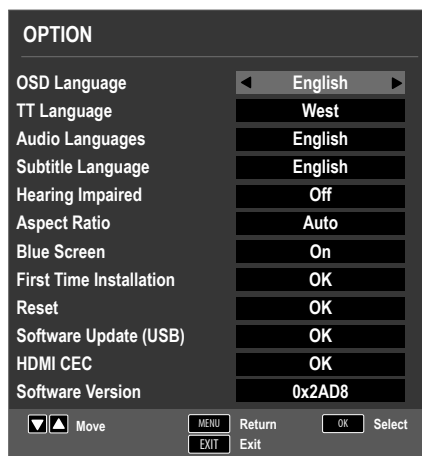 OPTION
OSD Language English
TT Language West
Audio Languages English
Subtitle Language English
Hearing Impaired Off
Aspect Ratio Auto
Blue Screen On
First Time Installation OK
Reset OK
Software Update (USB) OK
HDMI CEC OK
Software Version 0x2AD8
Move MENU Return OK Select
EXIT Exit